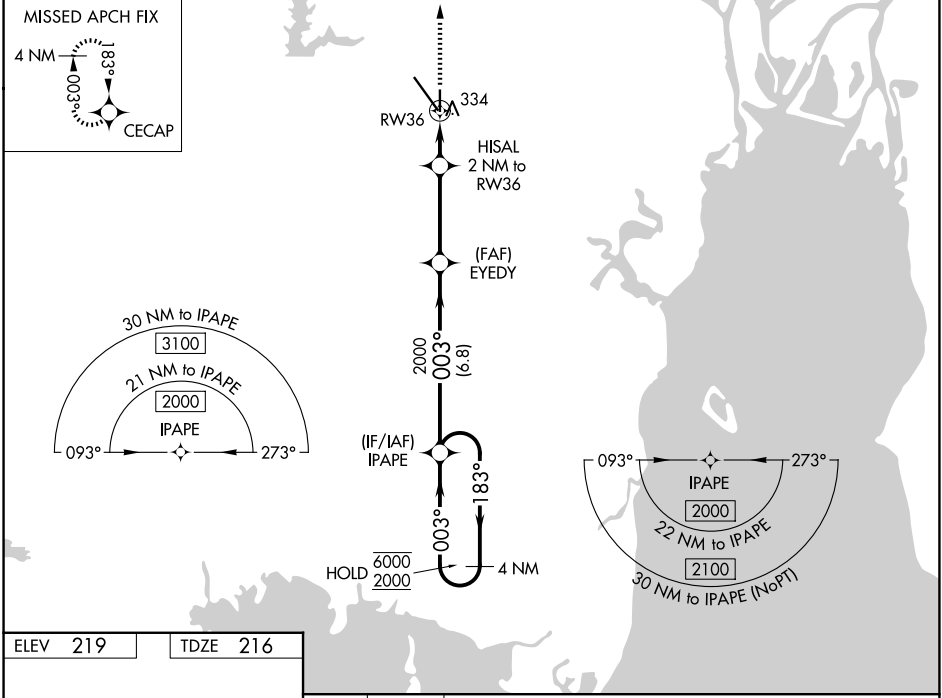 MISSED APCH FIX
4 NM
183°
003°
CECAP
RW36
334
HISAL
2 NM to
RW36
(FAF)
EYEDY
2000
003°
(6.8)
30 NM to IPAPE
3100
21 NM to IPAPE
2000
IPAPE
093°
273°
(IF/IAF)
IPAPE
183°
003°
HOLD
6000
2000
4 NM
093°
273°
IPAPE
2000
22 NM to IPAPE
2100
30 NM to IPAPE (NoPT)
ELEV 219
TDZE 216